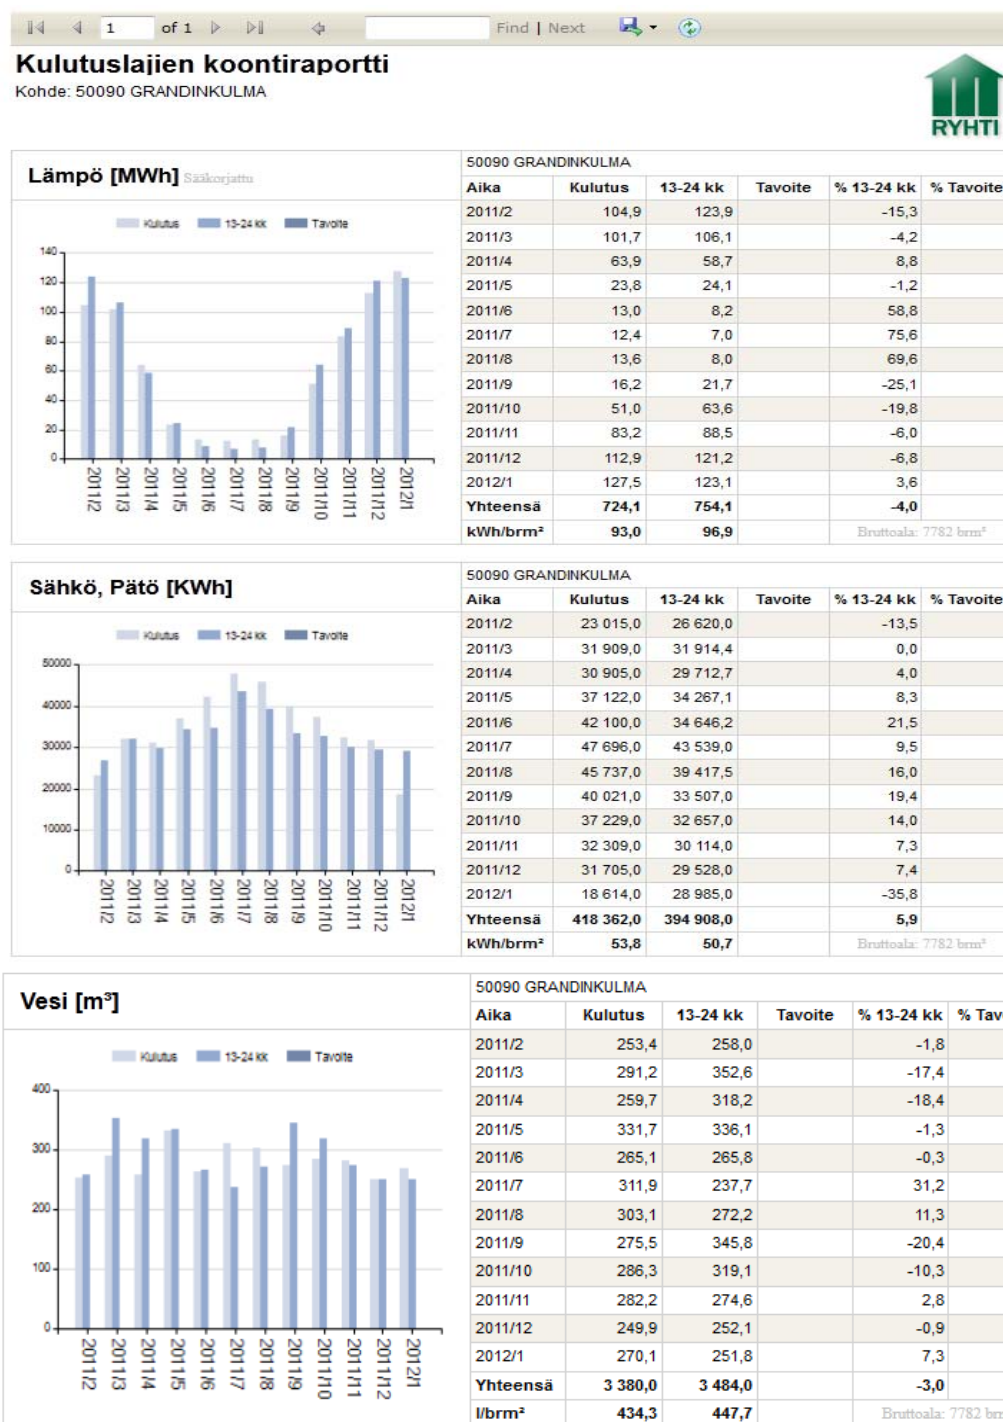 1 of 1 Find | Next
Kulutuslajien koontiraportti
Kohde: 50090 GRANDINKULMA
RYHTI
Lämpö [MWh] Sääkorjattu
Kulutus 13-24 kk Tavoite
140
120
100
80
60
40
20
0
2011/2 2011/3 2011/4 2011/5 2011/6 2011/7 2011/8 2011/9 2011/10 2011/11 2011/12 2012/1
50090 GRANDINKULMA
Aika Kulutus 13-24 kk Tavoite % 13-24 kk % Tavoite
2011/2 104,9 123,9 -15,3
2011/3 101,7 106,1 -4,2
2011/4 63,9 58,7 8,8
2011/5 23,8 24,1 -1,2
2011/6 13,0 8,2 58,8
2011/7 12,4 7,0 75,6
2011/8 13,6 8,0 69,6
2011/9 16,2 21,7 -25,1
2011/10 51,0 63,6 -19,8
2011/11 83,2 88,5 -6,0
2011/12 112,9 121,2 -6,8
2012/1 127,5 123,1 3,6
Yhteensä 724,1 754,1 -4,0
kWh/brm² 93,0 96,9 Bruttoala: 7782 brm²
Sähkö, Pätö [KWh]
Kulutus 13-24 kk Tavoite
50000
40000
30000
20000
10000
0
2011/2 2011/3 2011/4 2011/5 2011/6 2011/7 2011/8 2011/9 2011/10 2011/11 2011/12 2012/1
50090 GRANDINKULMA
Aika Kulutus 13-24 kk Tavoite % 13-24 kk % Tavoite
2011/2 23 015,0 26 620,0 -13,5
2011/3 31 909,0 31 914,4 0,0
2011/4 30 905,0 29 712,7 4,0
2011/5 37 122,0 34 267,1 8,3
2011/6 42 100,0 34 646,2 21,5
2011/7 47 696,0 43 539,0 9,5
2011/8 45 737,0 39 417,5 16,0
2011/9 40 021,0 33 507,0 19,4
2011/10 37 229,0 32 657,0 14,0
2011/11 32 309,0 30 114,0 7,3
2011/12 31 705,0 29 528,0 7,4
2012/1 18 614,0 28 985,0 -35,8
Yhteensä 418 362,0 394 908,0 5,9
kWh/brm² 53,8 50,7 Bruttoala: 7782 brm²
Vesi [m³]
Kulutus 13-24 kk Tavoite
400
300
200
100
0
2011/2 2011/3 2011/4 2011/5 2011/6 2011/7 2011/8 2011/9 2011/10 2011/11 2011/12 2012/1
50090 GRANDINKULMA
Aika Kulutus 13-24 kk Tavoite % 13-24 kk % Tav
2011/2 253,4 258,0 -1,8
2011/3 291,2 352,6 -17,4
2011/4 259,7 318,2 -18,4
2011/5 331,7 336,1 -1,3
2011/6 265,1 265,8 -0,3
2011/7 311,9 237,7 31,2
2011/8 303,1 272,2 11,3
2011/9 275,5 345,8 -20,4
2011/10 286,3 319,1 -10,3
2011/11 282,2 274,6 2,8
2011/12 249,9 252,1 -0,9
2012/1 270,1 251,8 7,3
Yhteensä 3 380,0 3 484,0 -3,0
l/brm² 434,3 447,7 Bruttoala: 7782 br